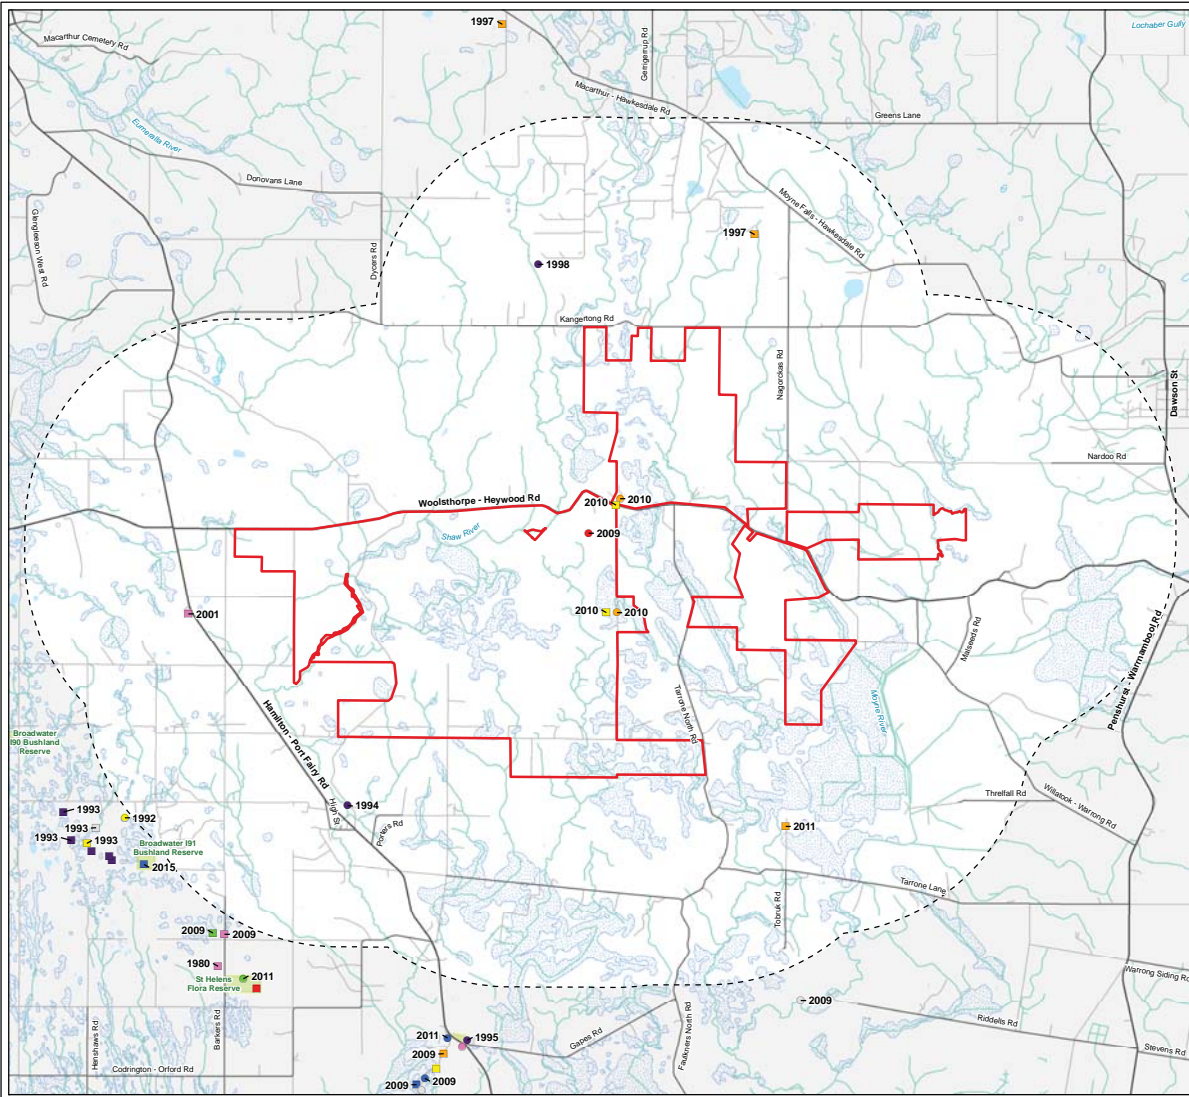 1997
Lochaber Gully
Macarthur Cemetery Rd
Gerrigerrup Rd
Macarthur - Hawkesdale Rd
Greens Lane
Eumeralla River
Donovans Lane
Moyne Falls - Hawkesdale Rd
Glengleeson West Rd
Dycers Rd
1997
1998
Kangertong Rd
Nagorckas Rd
Dawson St
Nardoo Rd
Woolsthorpe - Heywood Rd
2010
2010
Shaw River
2009
2001
2010
2010
Malseeds Rd
Penshurst - Warrnambool Rd
Hamilton - Port Fairy Rd
Tarrone North Rd
Moyne River
Broadwater
I90 Bushland
Reserve
Threlfall Rd
Willatook - Warrong Rd
High St
Porters Rd
1994
1993
1992
1993
1993
1993
2011
Broadwater I91
Bushland Reserve
2015
Tarrone Lane
Tobruk Rd
2009
2009
1980
2011
St Helens
Flora Reserve
Warrong Siding Rd
2009
Riddells Rd
Stevens Rd
Henshaws Rd
Barkers Rd
Faulkners North Rd
Gapes Rd
2011
1995
2009
Codrington - Orford Rd
2009
2009